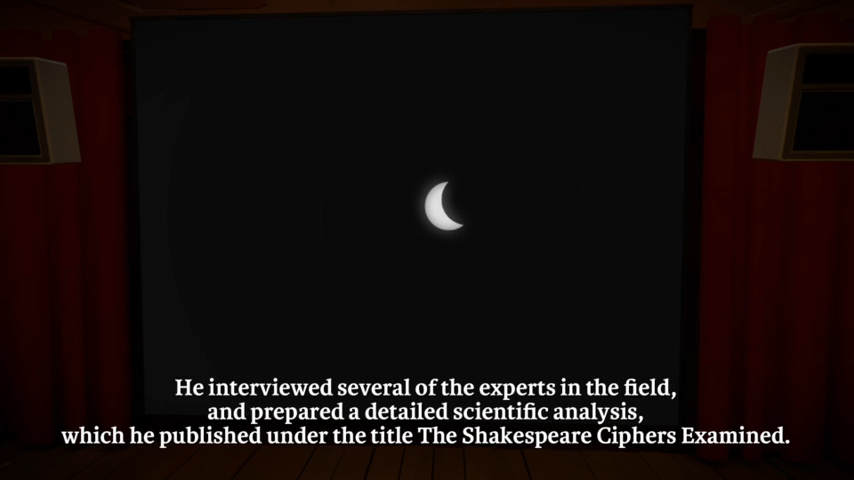 He interviewed several of the experts in the field,
and prepared a detailed scientific analysis,
which he published under the title The Shakespeare Ciphers Examined.